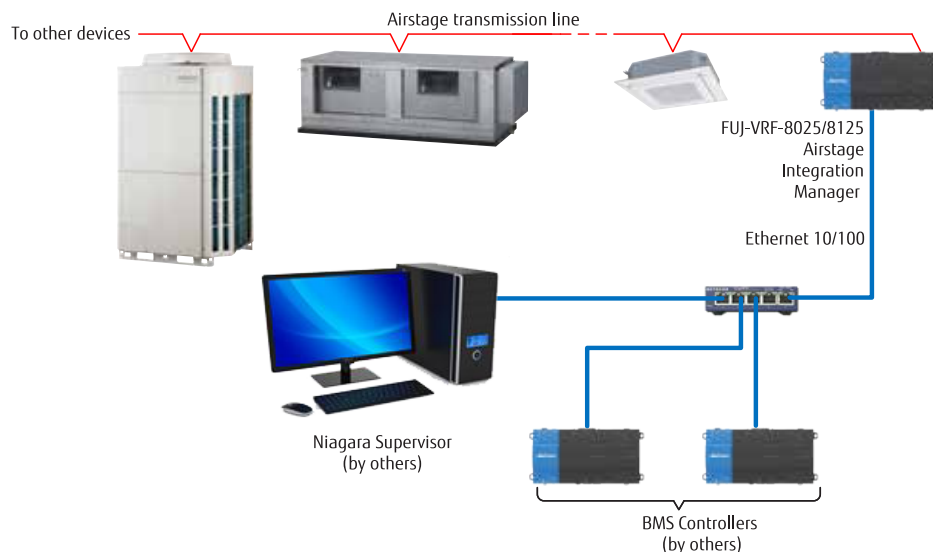 Airstage transmission line
To other devices
FUJ-VRF-8025/8125
Airstage
Integration
Manager
Ethernet 10/100
Niagara Supervisor
(by others)
BMS Controllers
(by others)